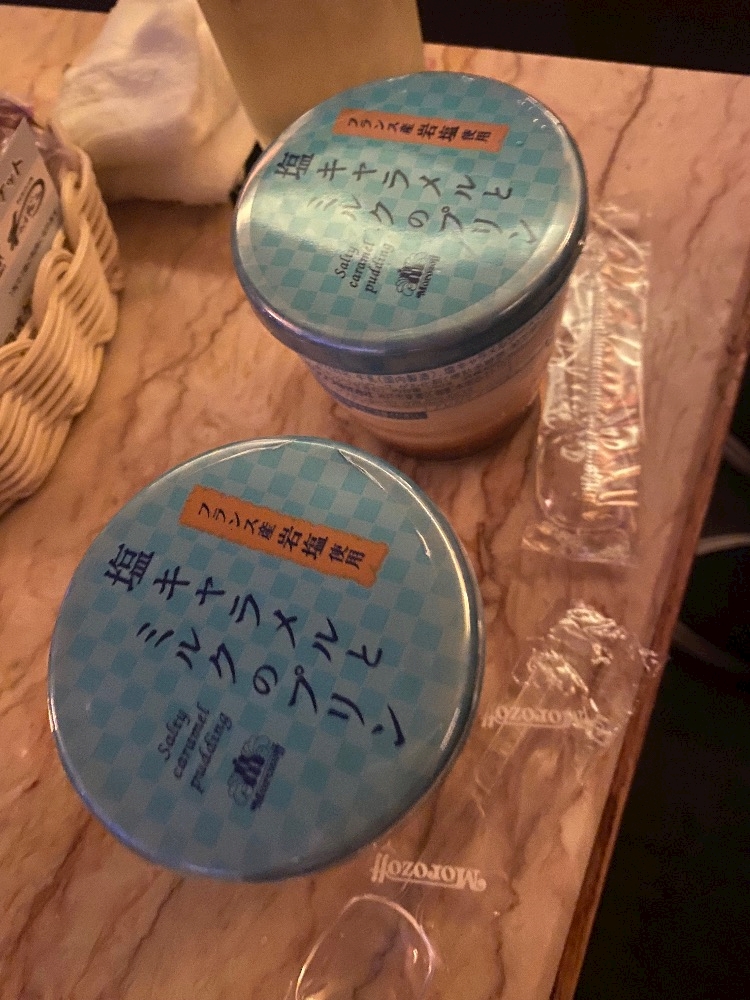 フランス産岩塩使用
塩キャラメルと
ミルクのプリン
Salty
caramel
pudding
Morozoff
フランス産岩塩使用
塩キャラメルと
ミルクのプリン
Salty
caramel
pudding
Morozoff
Morozoff
Morozoff